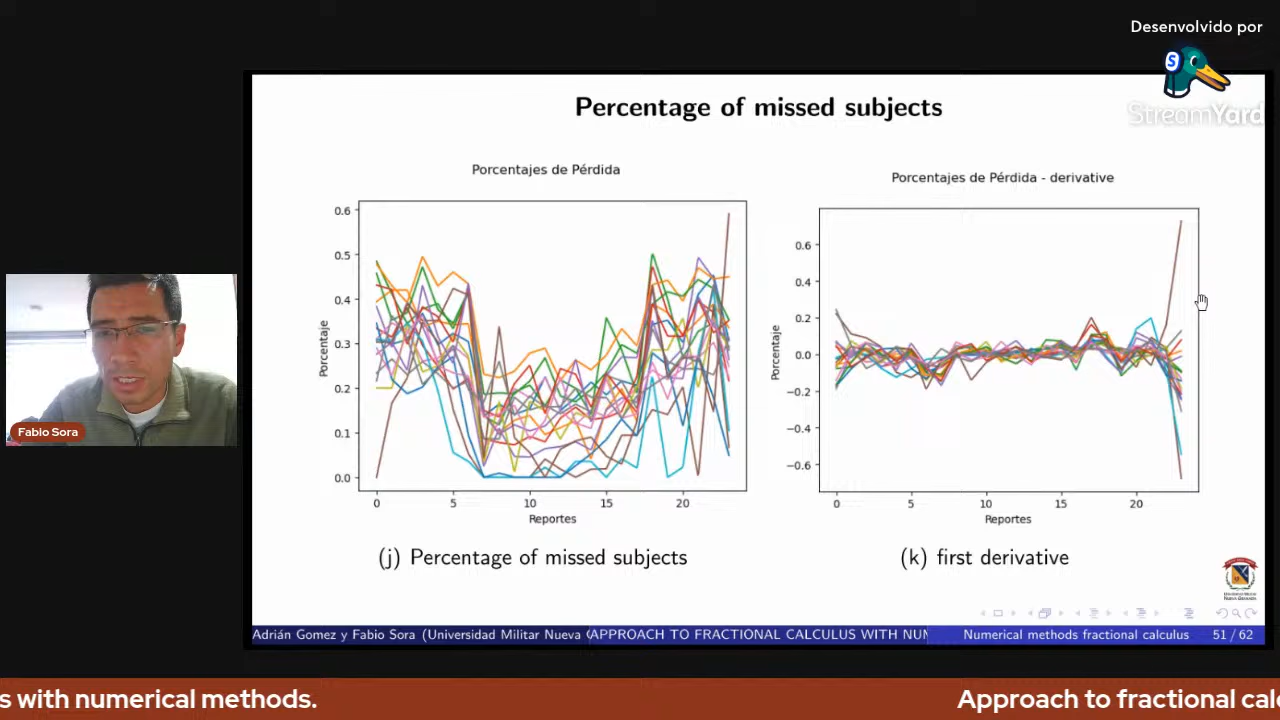 Desenvolvido por
StreamYard
Percentage of missed subjects
Porcentajes de Pérdida
Porcentaje
0.6
0.5
0.4
0.3
0.2
0.1
0.0
0 5 10 15 20
Reportes
(j) Percentage of missed subjects
Porcentajes de Pérdida - derivative
Porcentaje
0.6
0.4
0.2
0.0
−0.2
−0.4
−0.6
0 5 10 15 20
Reportes
(k) first derivative
Fabio Sora
Adrián Gomez y Fabio Sora (Universidad Militar Nueva
APPROACH TO FRACTIONAL CALCULUS WITH NUM
Numerical methods fractional calculus 51 / 62
s with numerical methods.
Approach to fractional calc